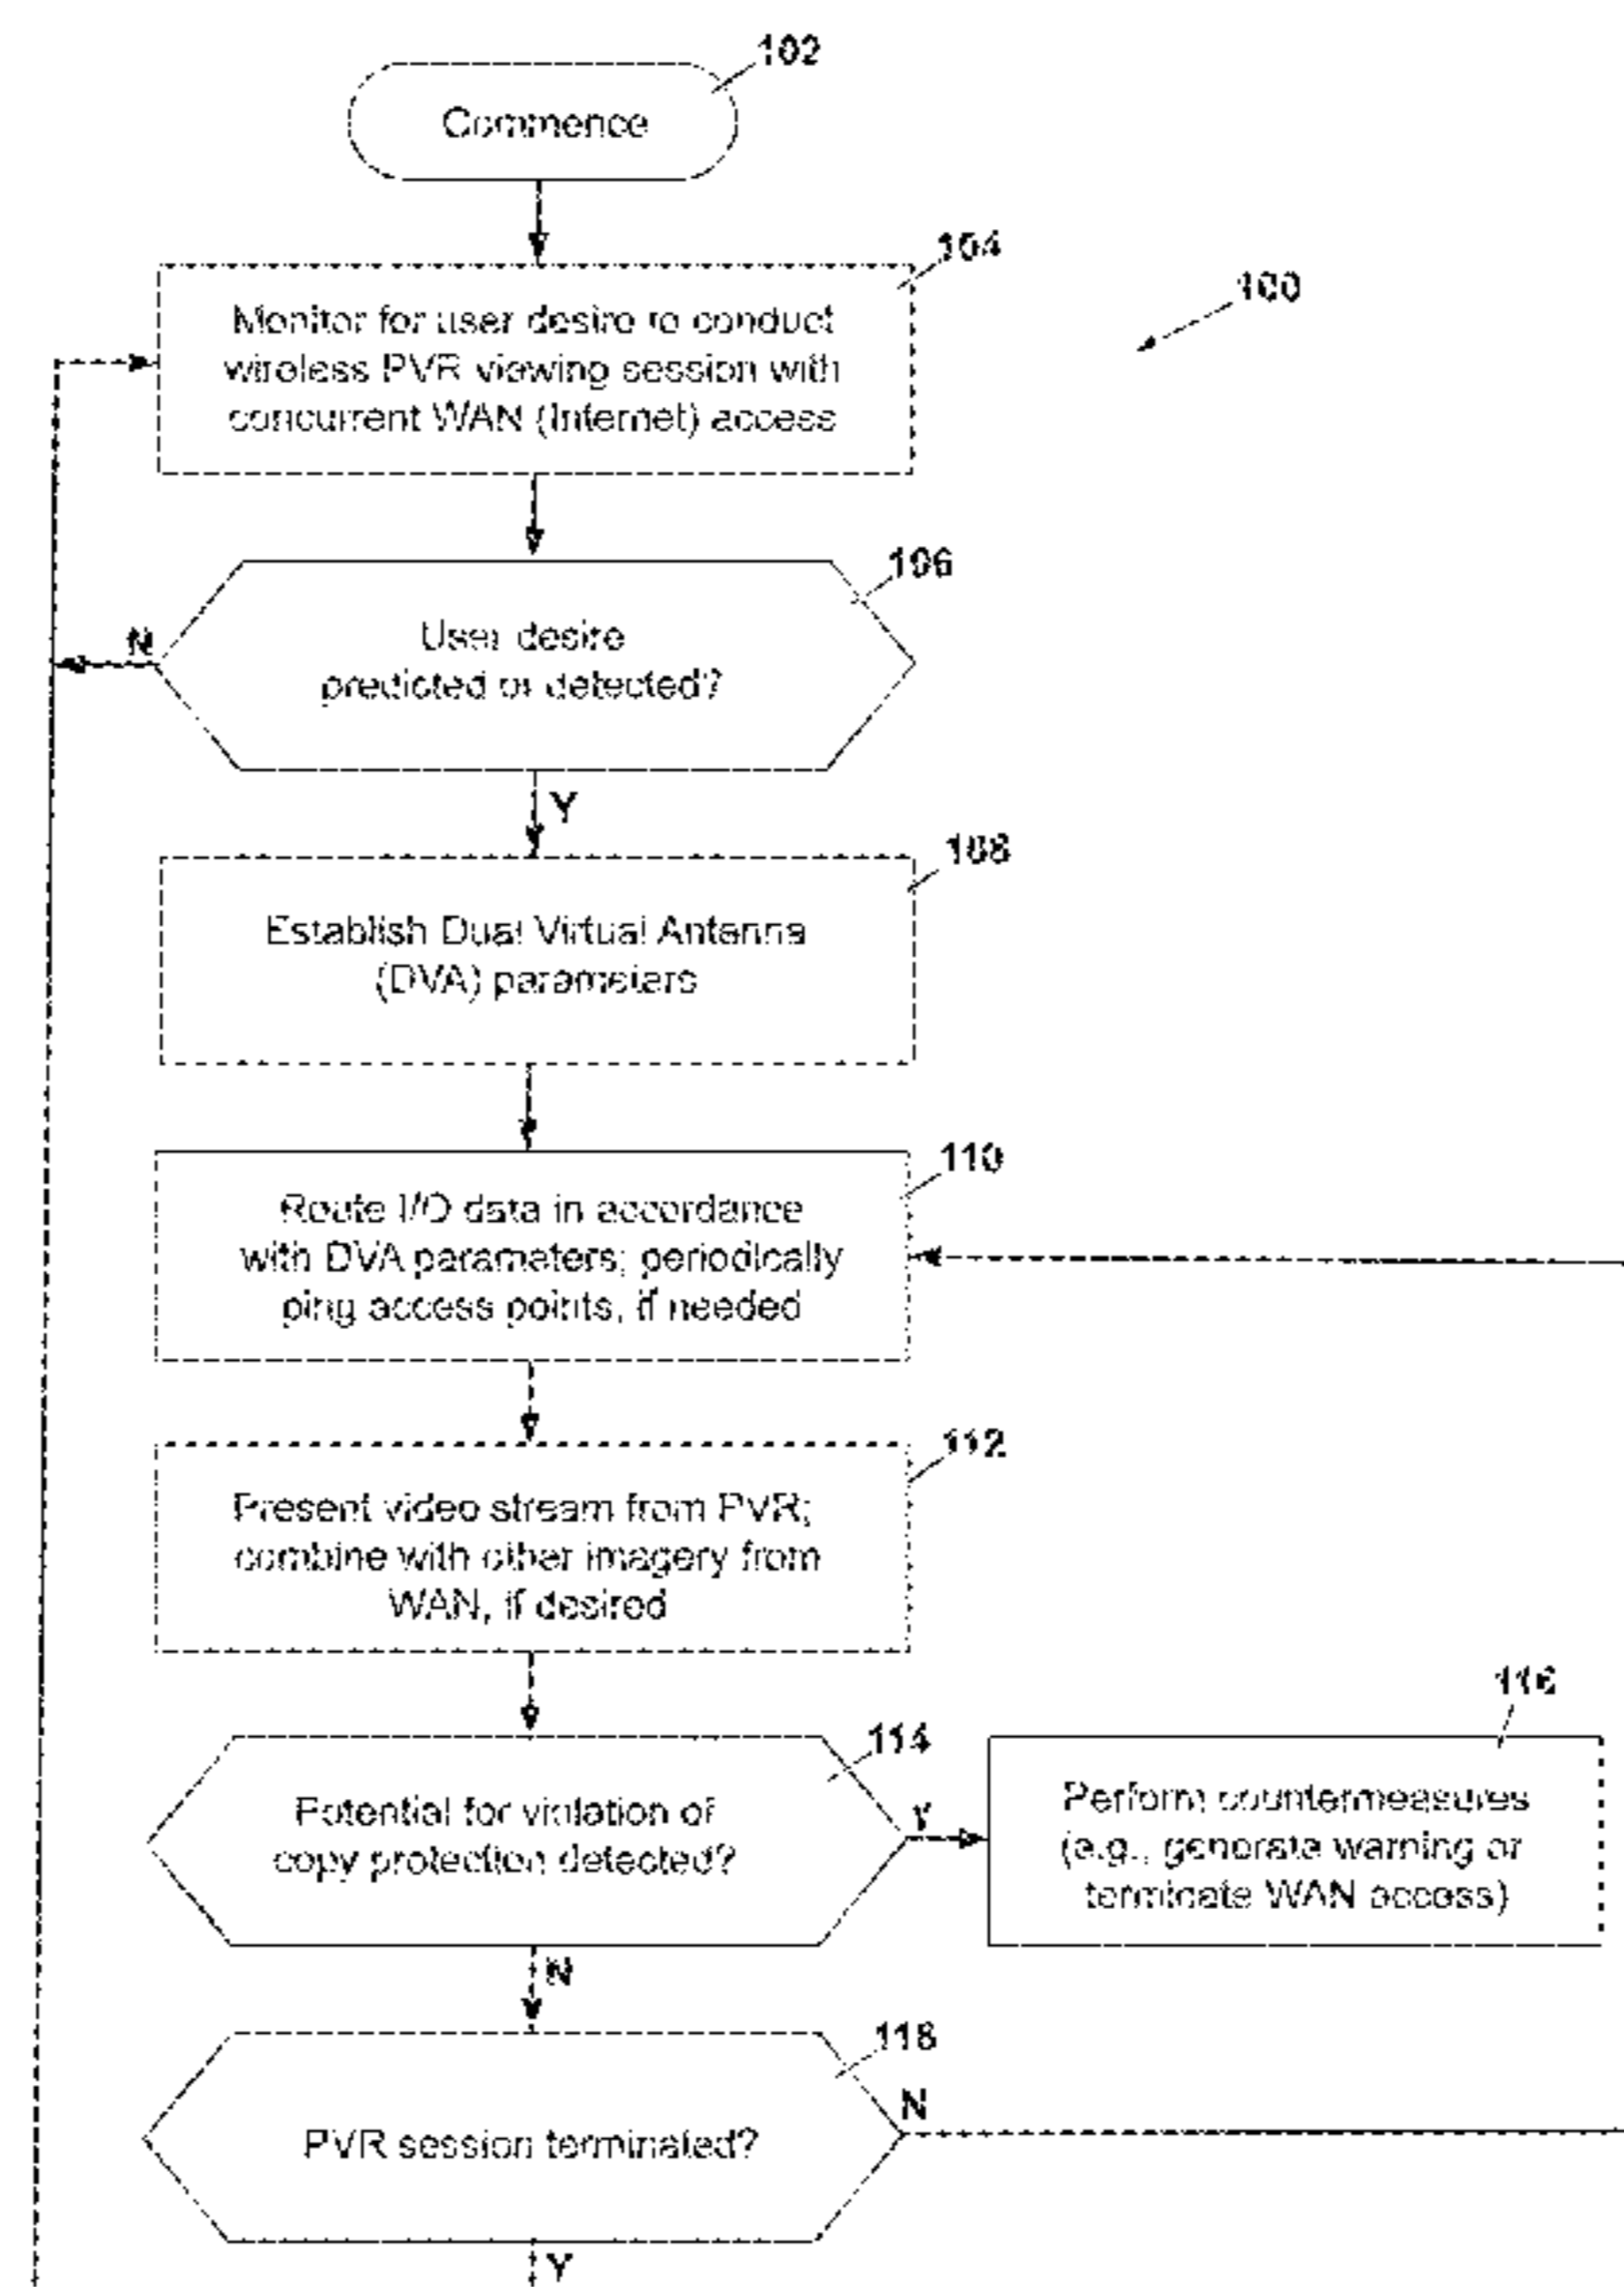 102
Commence
104
Monitor for user desire to conduct
wireless PVR viewing session with
concurrent WAN (Internet) access
100
106
User desire
predicted or detected?
N
Y
108
Establish Dual Virtual Antenna
(DVA) parameters
110
Route I/O data in accordance
with DVA parameters; periodically
ping access points, if needed
112
Present video stream from PVR;
combine with other imagery from
WAN, if desired
114
Potential for violation of
copy protection detected?
Y
116
Perform countermeasures
(e.g., generate warning or
terminate WAN access)
N
118
PVR session terminated?
N
Y